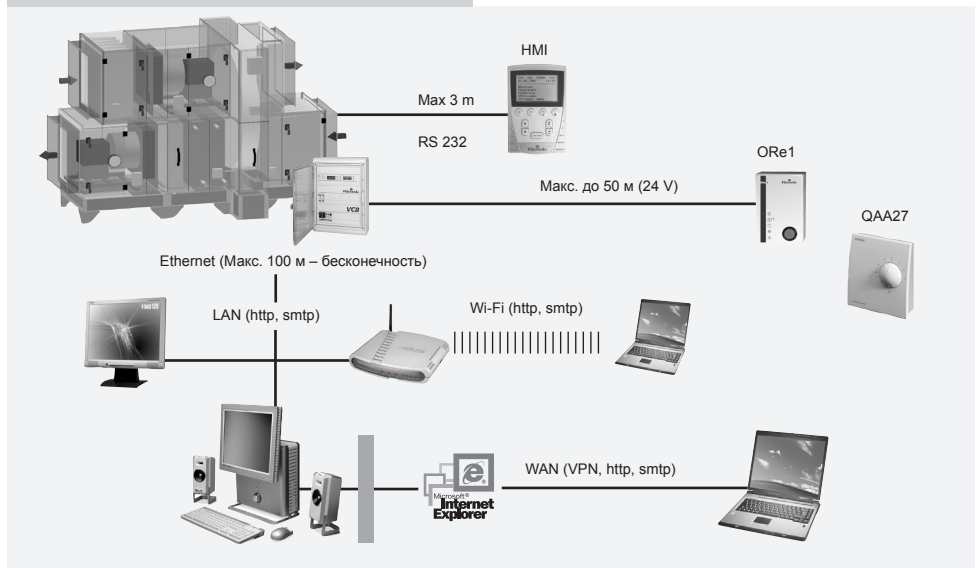 HMI
Max 3 m
RS 232
ORe1
Макс. до 50 м (24 V)
QAA27
VCB
Ethernet (Макс. 100 м – бесконечность)
LAN (http, smtp)
Wi-Fi (http, smtp)
WAN (VPN, http, smtp)
Microsoft®
Internet
Explorer